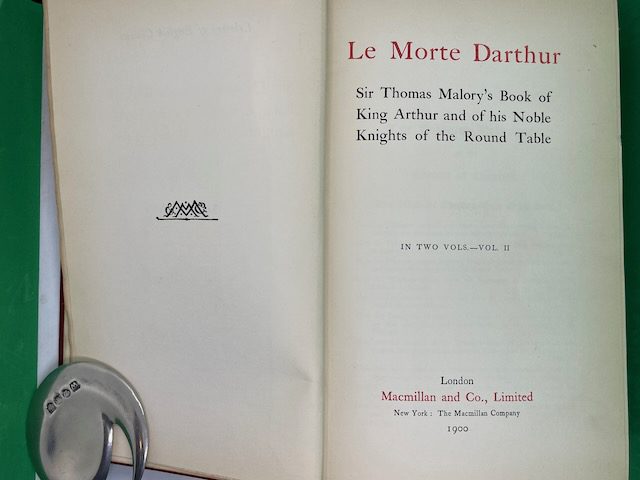 Le Morte Darthur
Sir Thomas Malory's Book of
King Arthur and of his Noble
Knights of the Round Table
IN TWO VOLS.—VOL. II
London
Macmillan and Co., Limited
New York: The Macmillan Company
1900